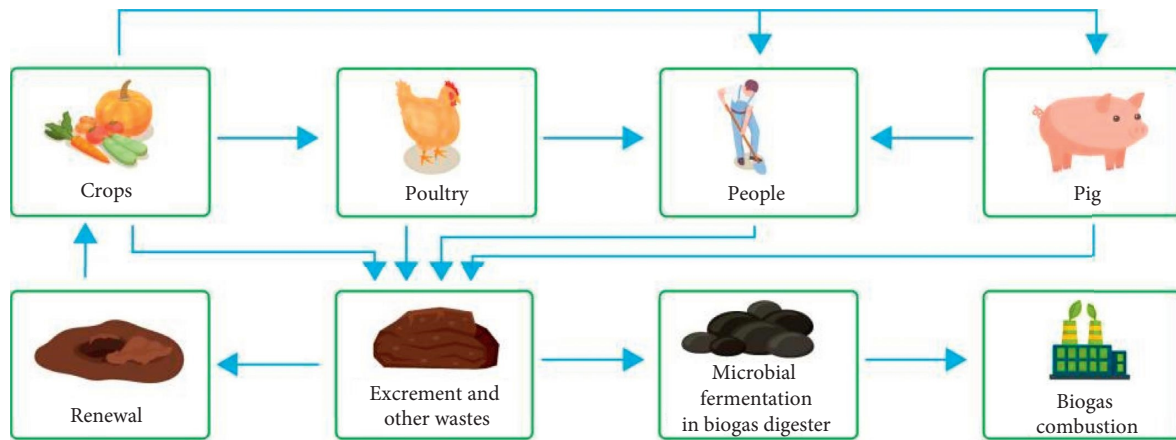 Crops
Poultry
People
Pig
Renewal
Excrement and
other wastes
Microbial
fermentation
in biogas digester
Biogas
combustion